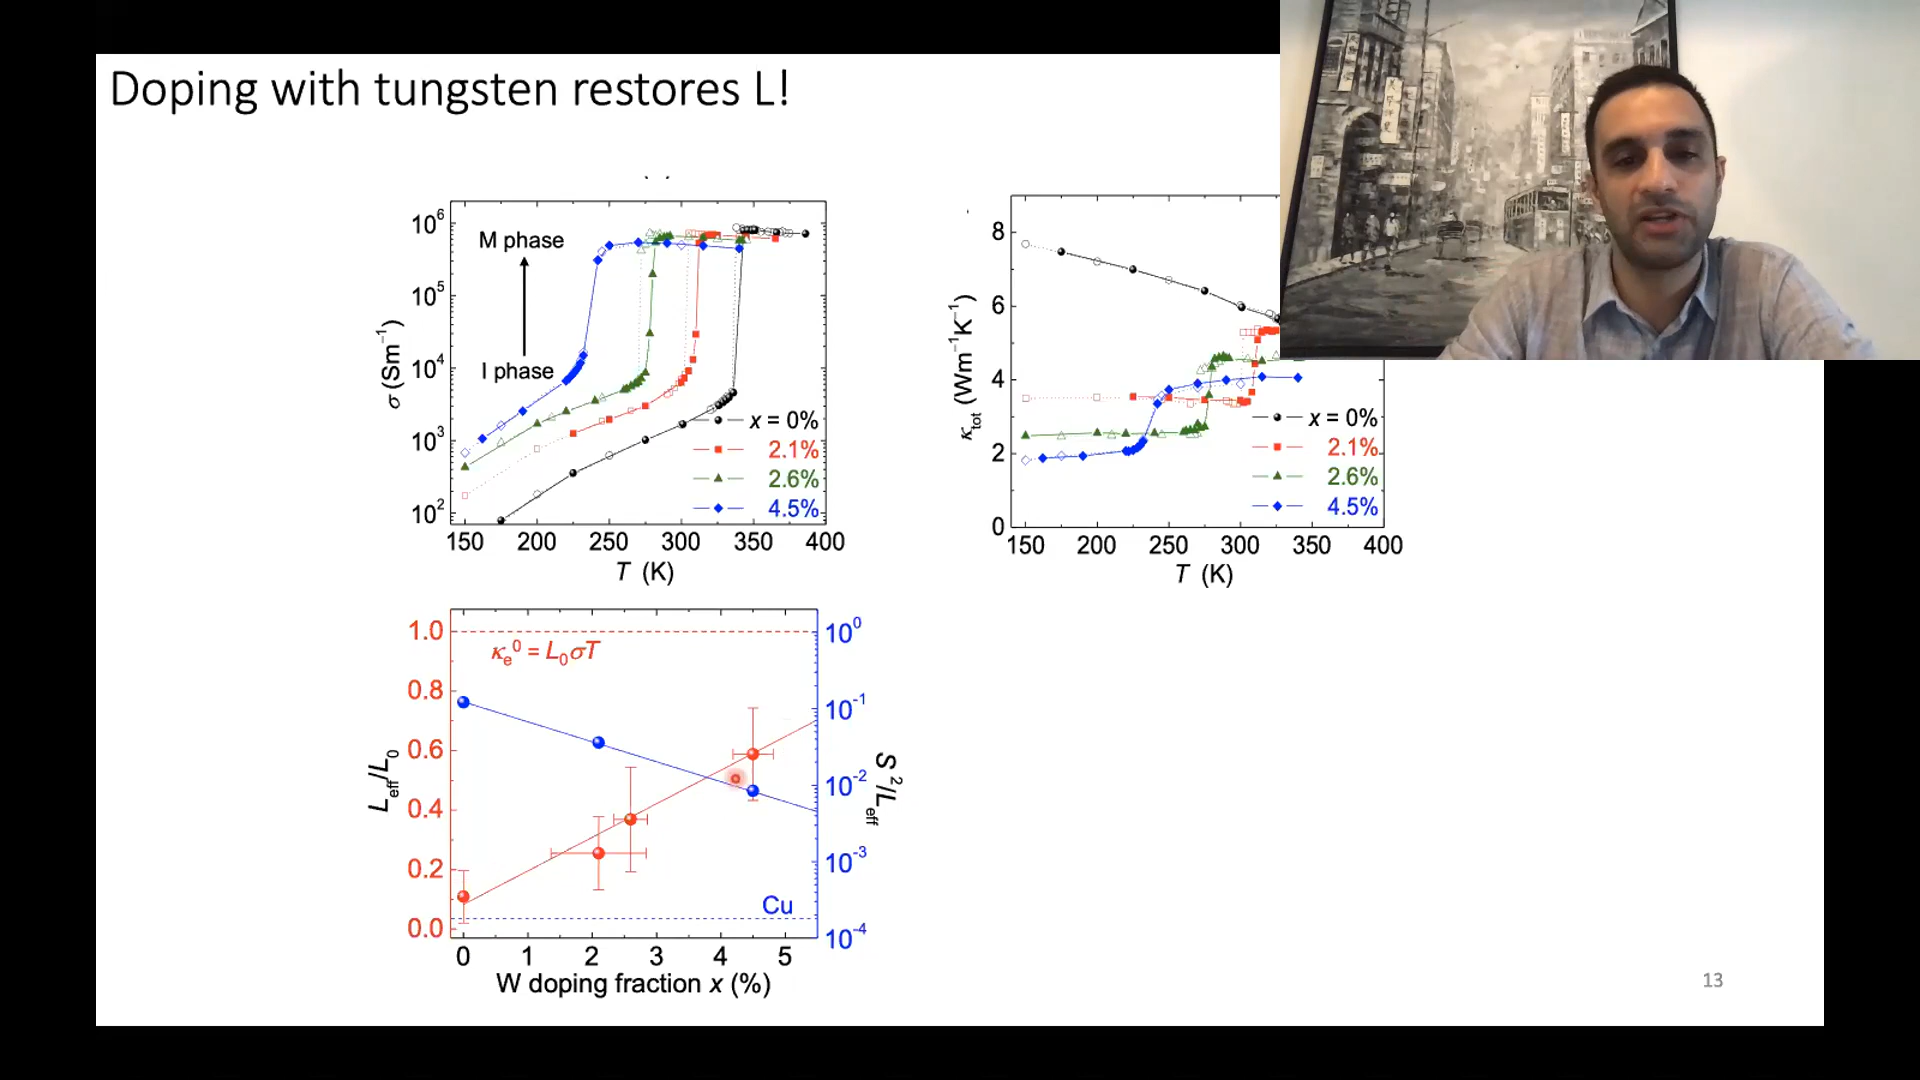 Doping with tungsten restores L!
10⁶
10⁵
10⁴
10³
10²
σ (Sm⁻¹)
M phase
I phase
x = 0%
2.1%
2.6%
4.5%
150 200 250 300 350 400
T (K)
8
6
4
2
0
κtot (Wm⁻¹K⁻¹)
x = 0%
2.1%
2.6%
4.5%
150 200 250 300 350 400
T (K)
1.0
0.8
0.6
0.4
0.2
0.0
Leff/L0
κe⁰ = L0σT
Cu
10⁰
10⁻¹
10⁻²
10⁻³
10⁻⁴
S²/Leff
0 1 2 3 4 5
W doping fraction x (%)
13